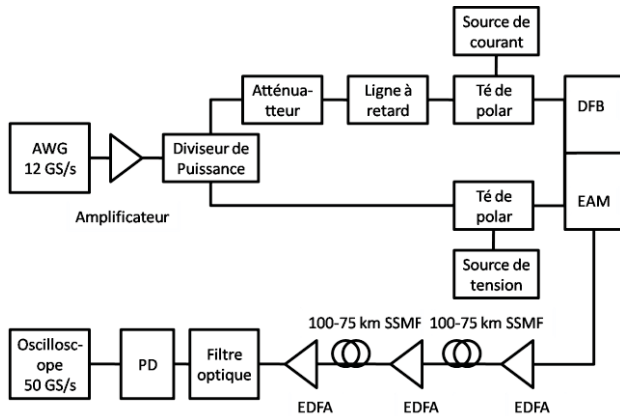 Source de
courant
Atténua-
tteur
Ligne à
retard
Té de
polar
DFB
AWG
12 GS/s
Diviseur de
Puissance
Amplificateur
Té de
polar
EAM
Source de
tension
100-75 km SSMF
100-75 km SSMF
Oscillosc-
ope
50 GS/s
PD
Filtre
optique
EDFA
EDFA
EDFA